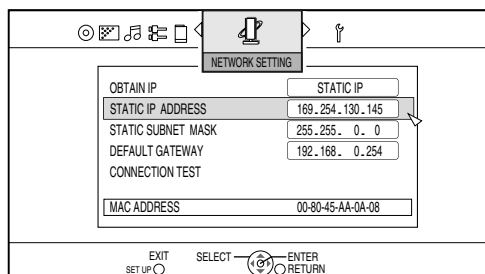 NETWORK SETTING
OBTAIN IP STATIC IP
STATIC IP ADDRESS 169.254.130.145
STATIC SUBNET MASK 255.255. 0. 0
DEFAULT GATEWAY 192.168. 0.254
CONNECTION TEST
MAC ADDRESS 00-80-45-AA-0A-08
EXIT SELECT ENTER
SET UP RETURN